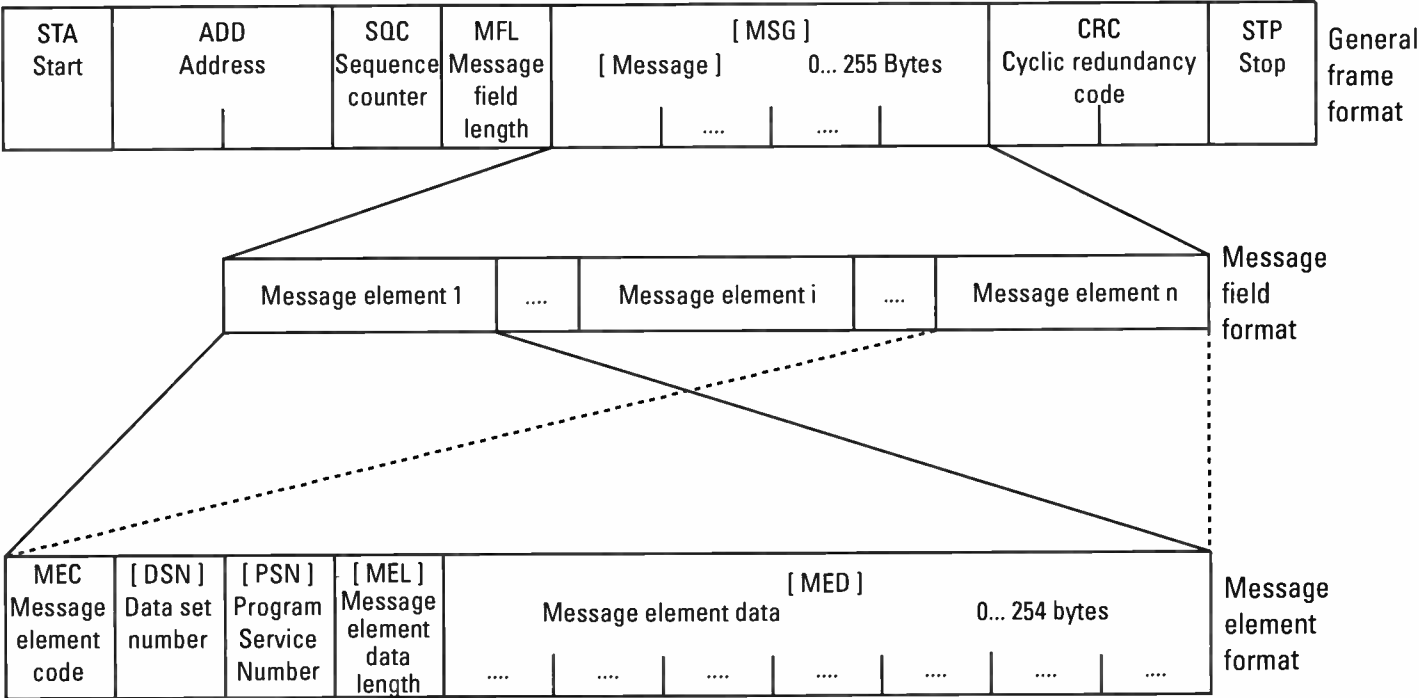 STA
Start
ADD
Address
SQC
Sequence
counter
MFL
Message
field
length
[ MSG ]
[ Message ] 0... 255 Bytes
.... ....
CRC
Cyclic redundancy
code
STP
Stop
General
frame
format
Message element 1
....
Message element i
....
Message element n
Message
field
format
MEC
Message
element
code
[ DSN ]
Data set
number
[ PSN ]
Program
Service
Number
[ MEL ]
Message
element
data
length
[ MED ]
Message element data 0... 254 bytes
.... .... .... .... .... .... ....
Message
element
format